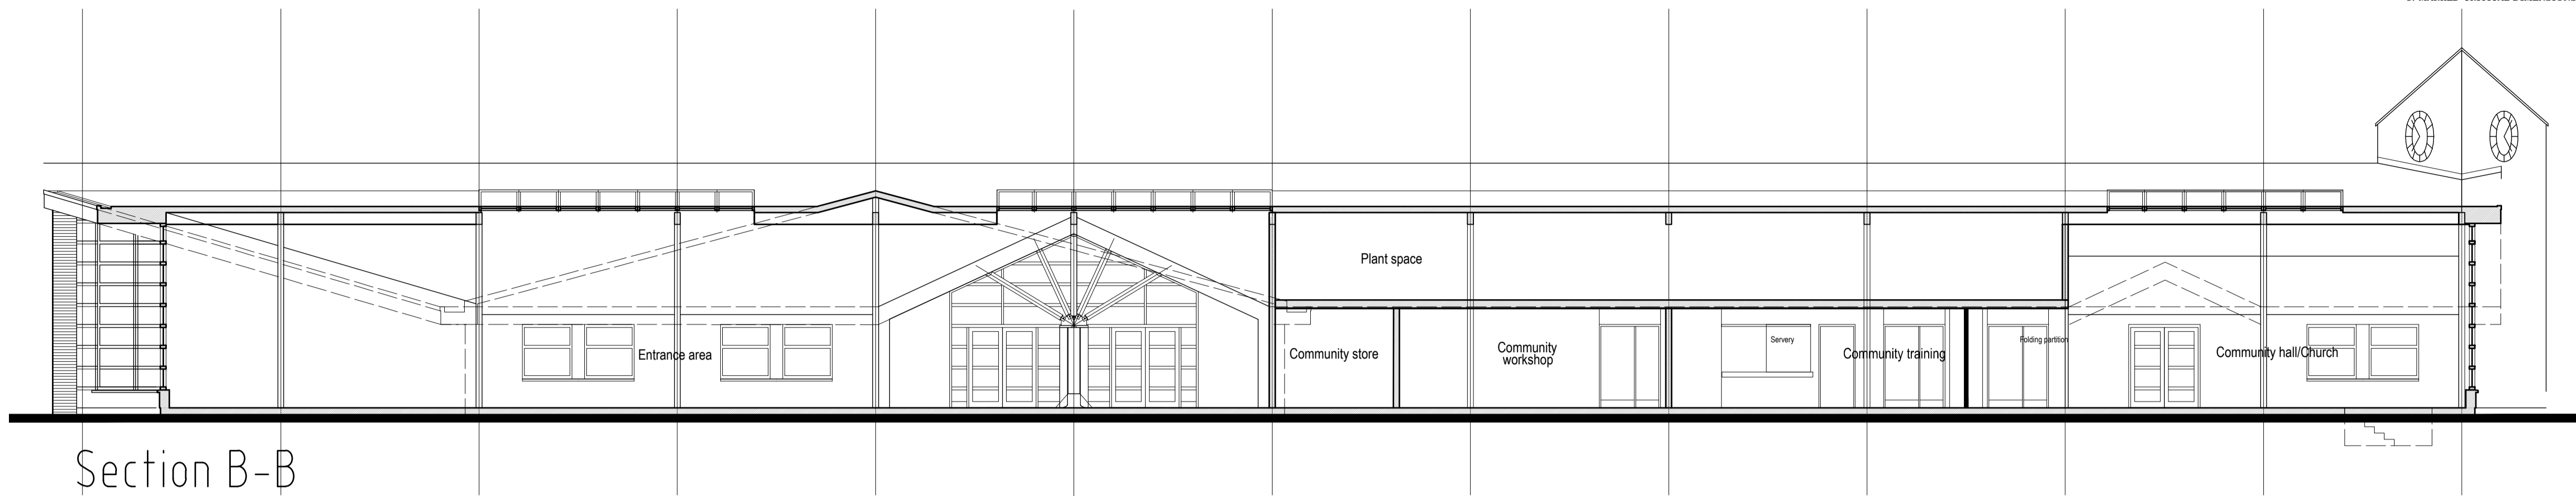 Plant space
Entrance area
Community store
Community
workshop
Servery
Community training
Folding partition
Community hall/Church
Section B-B